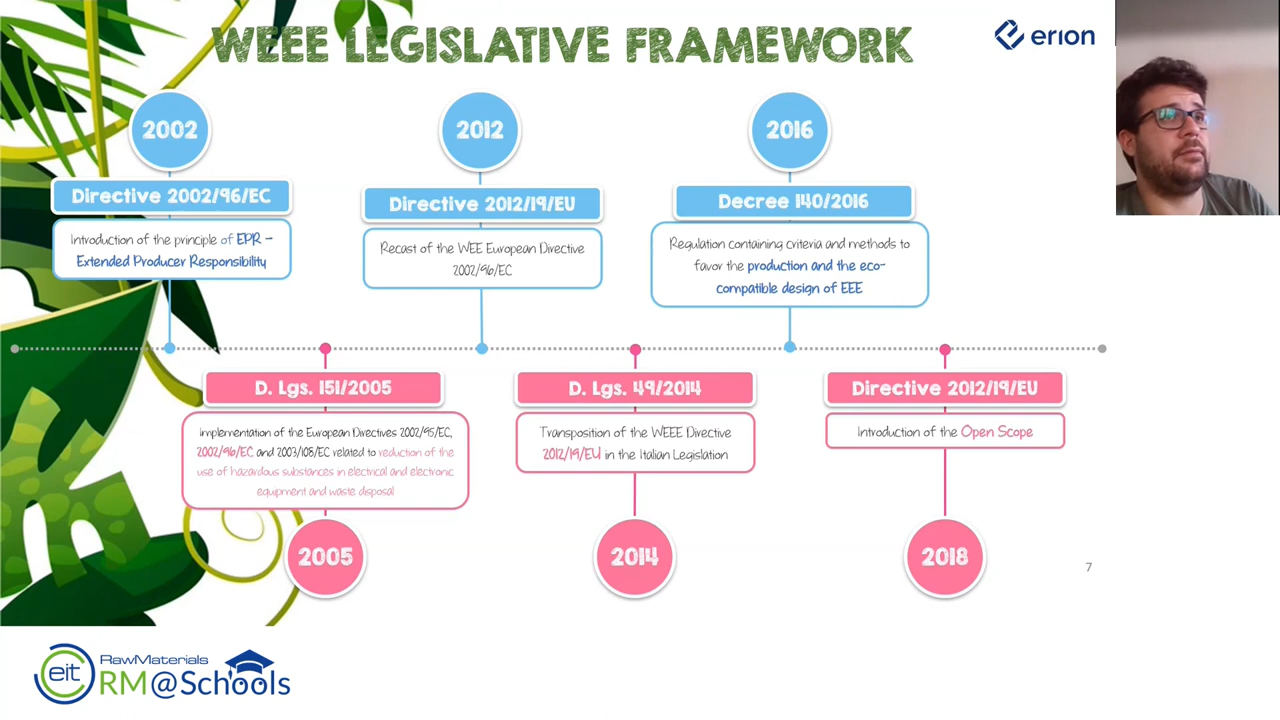 WEEE LEGISLATIVE FRAMEWORK
erion
2002
2012
2016
Directive 2002/96/EC
Directive 2012/19/EU
Decree 140/2016
Introduction of the principle of EPR –
Extended Producer Responsibility
Recast of the WEE European Directive
2002/96/EC
Regulation containing criteria and methods to
favor the production and the eco-
compatible design of EEE
D. Lgs. 151/2005
D. Lgs. 49/2014
Directive 2012/19/EU
Implementation of the European Directives 2002/95/EC,
2002/96/EC and 2003/108/EC related to reduction of the
use of hazardous substances in electrical and electronic
equipment and waste disposal
Transposition of the WEEE Directive
2012/19/EU in the Italian Legislation
Introduction of the Open Scope
2005
2014
2018
7
eit RawMaterials
RM@Schools